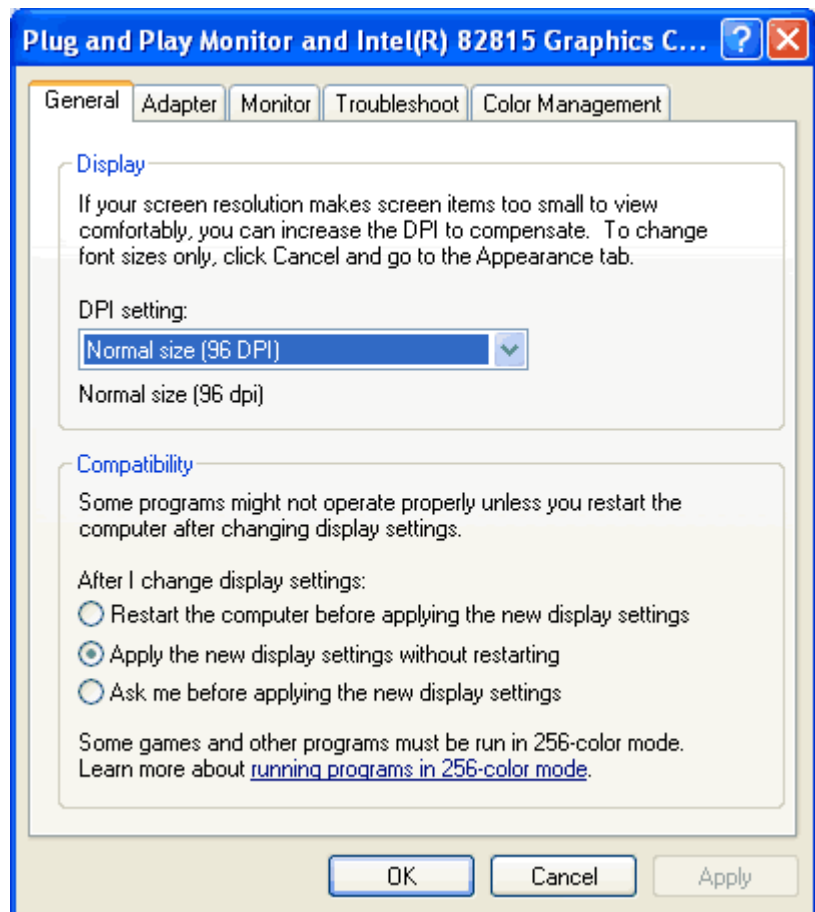 Plug and Play Monitor and Intel(R) 82815 Graphics C...
General Adapter Monitor Troubleshoot Color Management
Display
If your screen resolution makes screen items too small to view
comfortably, you can increase the DPI to compensate.  To change
font sizes only, click Cancel and go to the Appearance tab.
DPI setting:
Normal size (96 DPI)
Normal size (96 dpi)
Compatibility
Some programs might not operate properly unless you restart the
computer after changing display settings.
After I change display settings:
Restart the computer before applying the new display settings
Apply the new display settings without restarting
Ask me before applying the new display settings
Some games and other programs must be run in 256-color mode.
Learn more about running programs in 256-color mode.
OK Cancel Apply